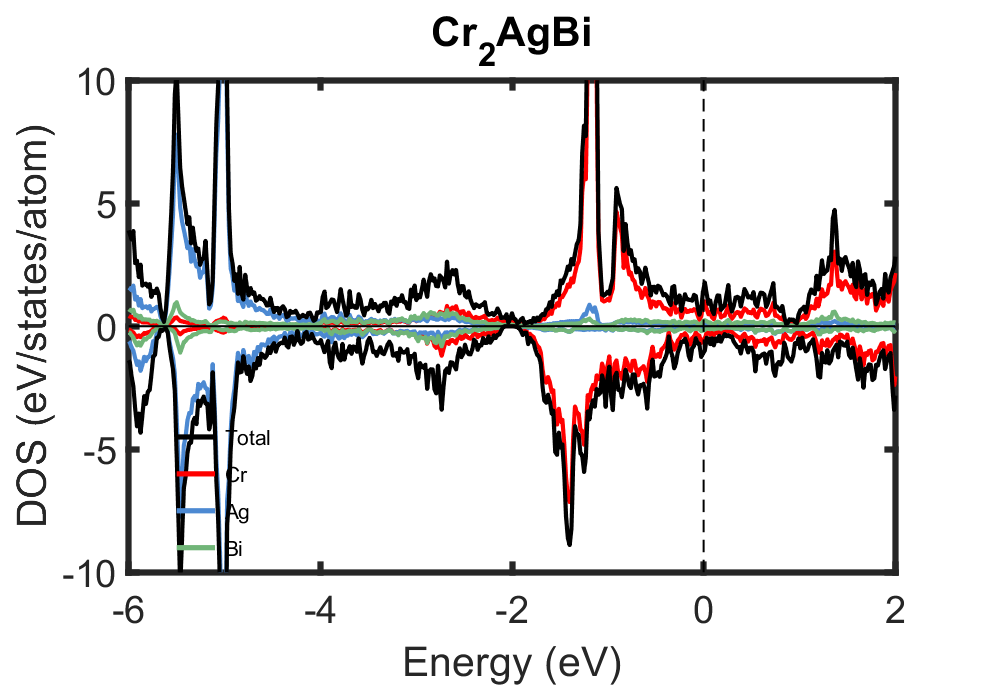 Cr2AgBi
10
5
0
-5
-10
DOS (eV/states/atom)
Total
Cr
Ag
Bi
-6 -4 -2 0 2
Energy (eV)